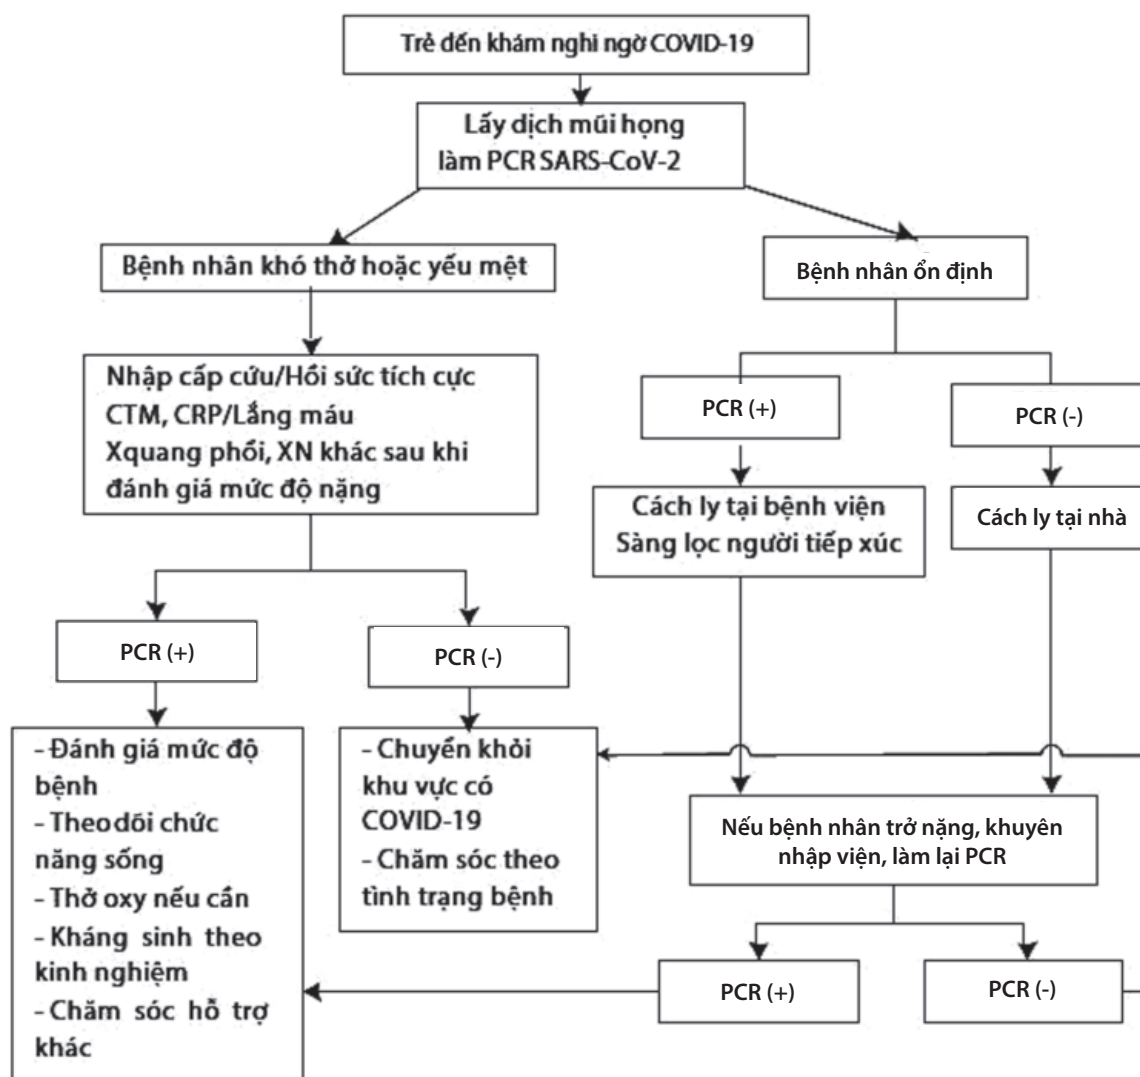 Trẻ đến khám nghi ngờ COVID-19
Lấy dịch mũi họng
làm PCR SARS-CoV-2
Bệnh nhân khó thở hoặc yếu mệt
Bệnh nhân ổn định
Nhập cấp cứu/Hồi sức tích cực
CTM, CRP/Lắng máu
Xquang phổi, XN khác sau khi
đánh giá mức độ nặng
PCR (+)
PCR (-)
Cách ly tại bệnh viện
Sàng lọc người tiếp xúc
Cách ly tại nhà
PCR (+)
PCR (-)
- Đánh giá mức độ
bệnh
- Theo dõi chức
năng sống
- Thở oxy nếu cần
- Kháng sinh theo
kinh nghiệm
- Chăm sóc hỗ trợ
khác
- Chuyển khỏi
khu vực có
COVID-19
- Chăm sóc theo
tình trạng bệnh
Nếu bệnh nhân trở nặng, khuyên
nhập viện, làm lại PCR
PCR (+)
PCR (-)